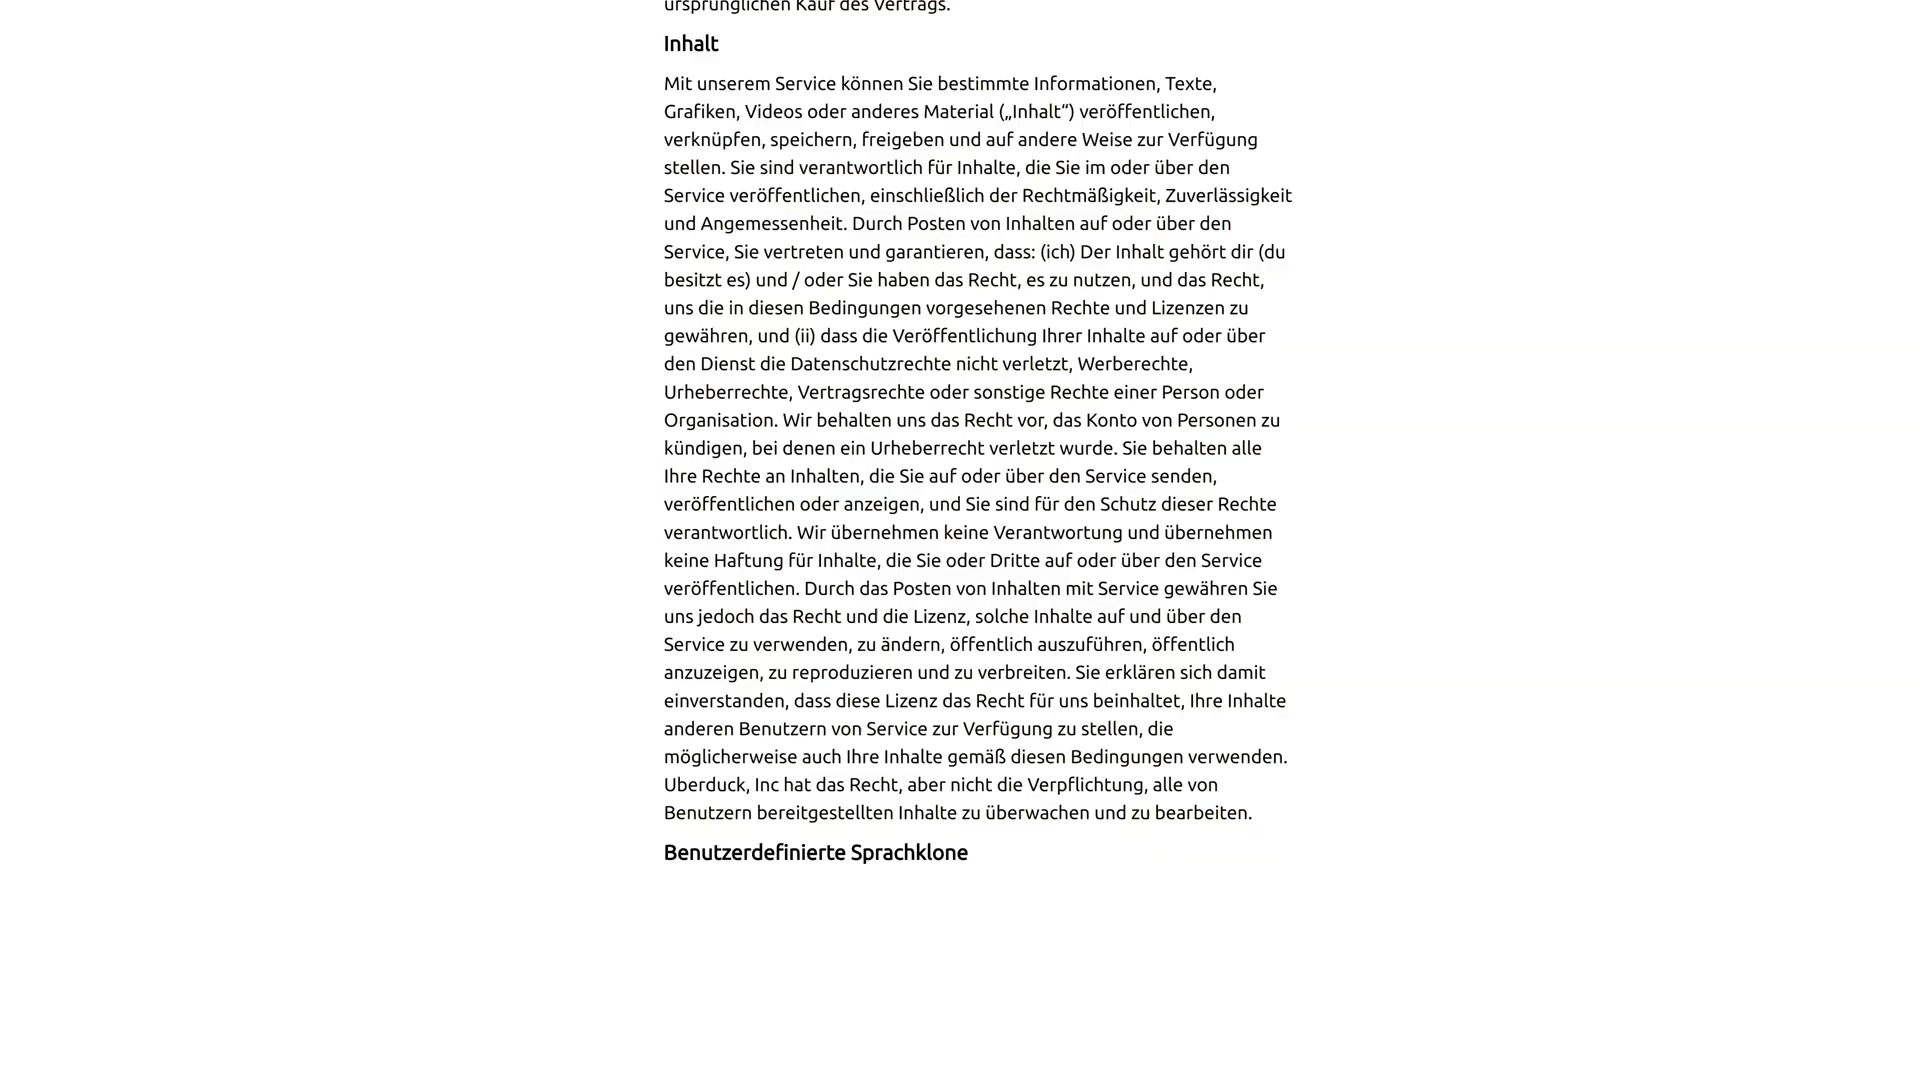 ursprünglichen Kauf des Vertrags.
Inhalt
Mit unserem Service können Sie bestimmte Informationen, Texte,
Grafiken, Videos oder anderes Material („Inhalt“) veröffentlichen,
verknüpfen, speichern, freigeben und auf andere Weise zur Verfügung
stellen. Sie sind verantwortlich für Inhalte, die Sie im oder über den
Service veröffentlichen, einschließlich der Rechtmäßigkeit, Zuverlässigkeit
und Angemessenheit. Durch Posten von Inhalten auf oder über den
Service, Sie vertreten und garantieren, dass: (ich) Der Inhalt gehört dir (du
besitzt es) und / oder Sie haben das Recht, es zu nutzen, und das Recht,
uns die in diesen Bedingungen vorgesehenen Rechte und Lizenzen zu
gewähren, und (ii) dass die Veröffentlichung Ihrer Inhalte auf oder über
den Dienst die Datenschutzrechte nicht verletzt, Werberechte,
Urheberrechte, Vertragsrechte oder sonstige Rechte einer Person oder
Organisation. Wir behalten uns das Recht vor, das Konto von Personen zu
kündigen, bei denen ein Urheberrecht verletzt wurde. Sie behalten alle
Ihre Rechte an Inhalten, die Sie auf oder über den Service senden,
veröffentlichen oder anzeigen, und Sie sind für den Schutz dieser Rechte
verantwortlich. Wir übernehmen keine Verantwortung und übernehmen
keine Haftung für Inhalte, die Sie oder Dritte auf oder über den Service
veröffentlichen. Durch das Posten von Inhalten mit Service gewähren Sie
uns jedoch das Recht und die Lizenz, solche Inhalte auf und über den
Service zu verwenden, zu ändern, öffentlich auszuführen, öffentlich
anzuzeigen, zu reproduzieren und zu verbreiten. Sie erklären sich damit
einverstanden, dass diese Lizenz das Recht für uns beinhaltet, Ihre Inhalte
anderen Benutzern von Service zur Verfügung zu stellen, die
möglicherweise auch Ihre Inhalte gemäß diesen Bedingungen verwenden.
Uberduck, Inc hat das Recht, aber nicht die Verpflichtung, alle von
Benutzern bereitgestellten Inhalte zu überwachen und zu bearbeiten.
Benutzerdefinierte Sprachklone